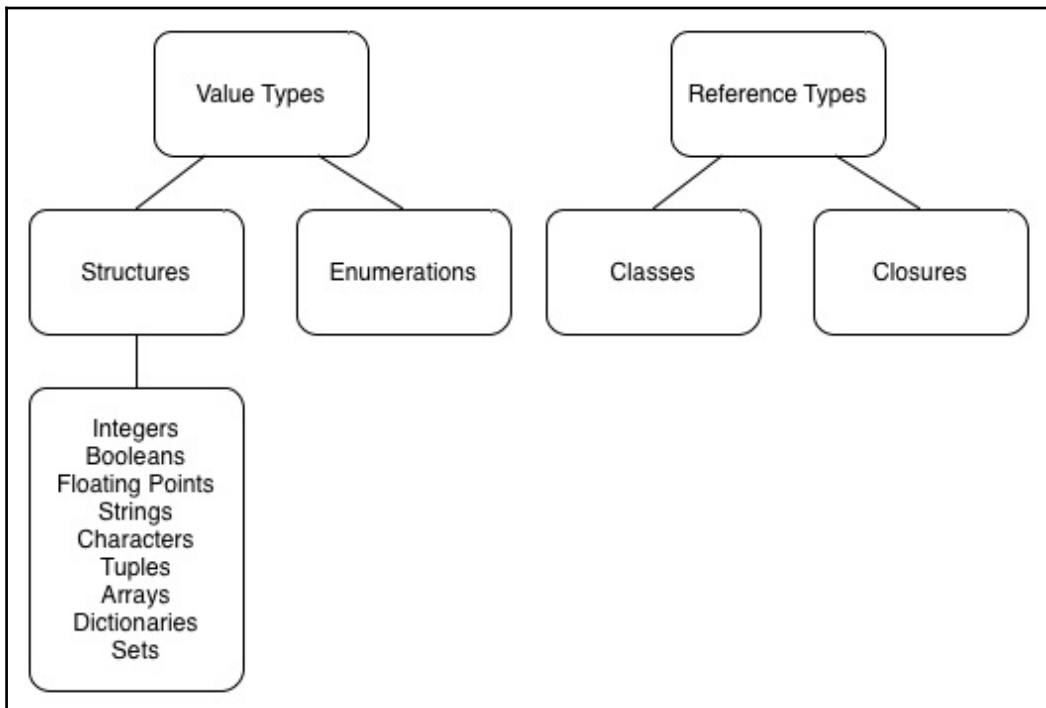 Value Types
Reference Types
Structures
Enumerations
Classes
Closures
Integers
Booleans
Floating Points
Strings
Characters
Tuples
Arrays
Dictionaries
Sets